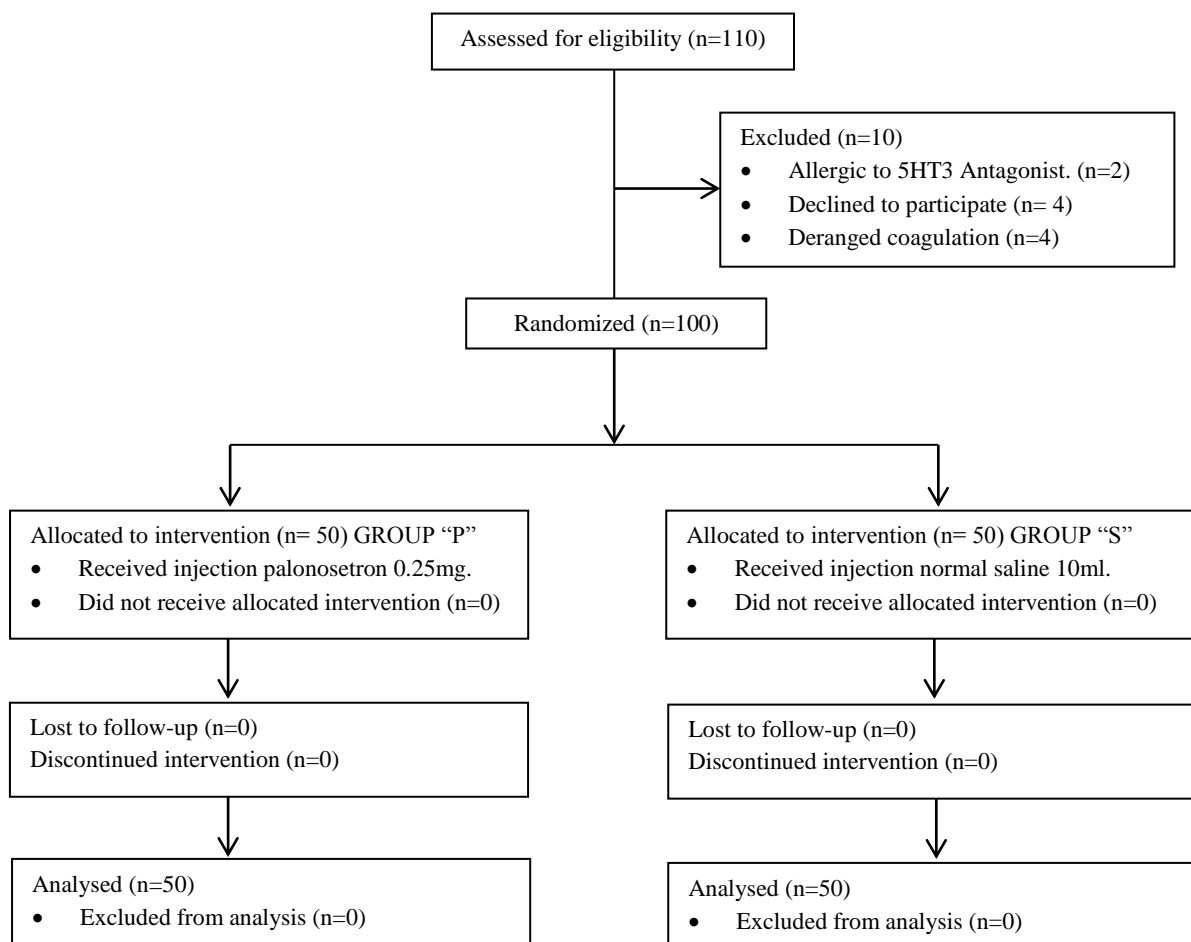 Assessed for eligibility (n=110)
Excluded (n=10)
• Allergic to 5HT3 Antagonist. (n=2)
• Declined to participate (n= 4)
• Deranged coagulation (n=4)
Randomized (n=100)
Allocated to intervention (n= 50) GROUP “P”
• Received injection palonosetron 0.25mg.
• Did not receive allocated intervention (n=0)
Allocated to intervention (n= 50) GROUP “S”
• Received injection normal saline 10ml.
• Did not receive allocated intervention (n=0)
Lost to follow-up (n=0)
Discontinued intervention (n=0)
Lost to follow-up (n=0)
Discontinued intervention (n=0)
Analysed (n=50)
• Excluded from analysis (n=0)
Analysed (n=50)
• Excluded from analysis (n=0)